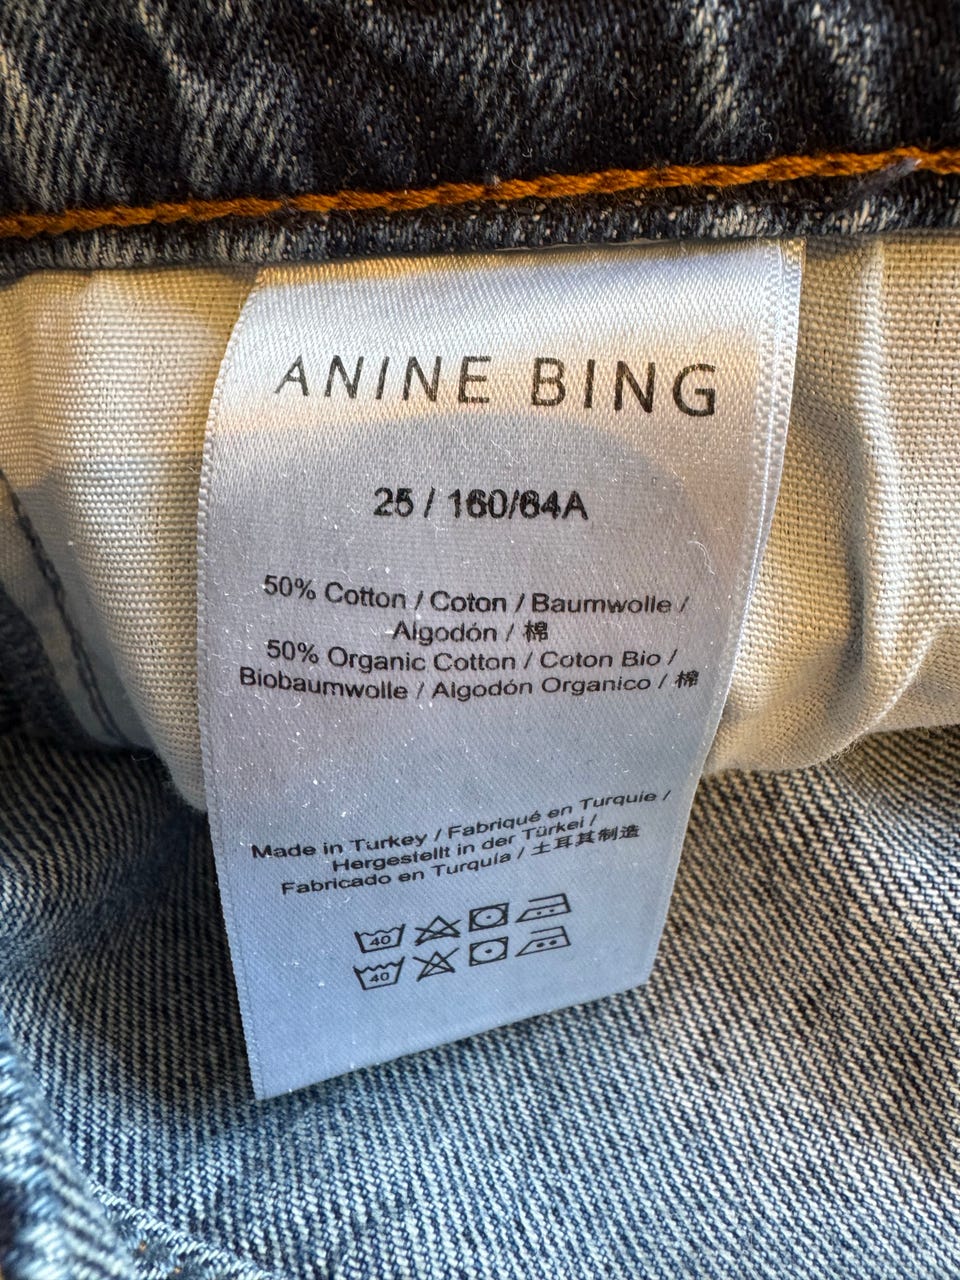 ANINE BING
25 / 160/64A
50% Cotton / Coton / Baumwolle /
Algodón / 棉
50% Organic Cotton / Coton Bio /
Biobaumwolle / Algodón Organico / 棉
Made in Turkey / Fabriqué en Turquie /
Hergestellt in der Türkei /
Fabricado en Turquía / 土耳其制造
40
40